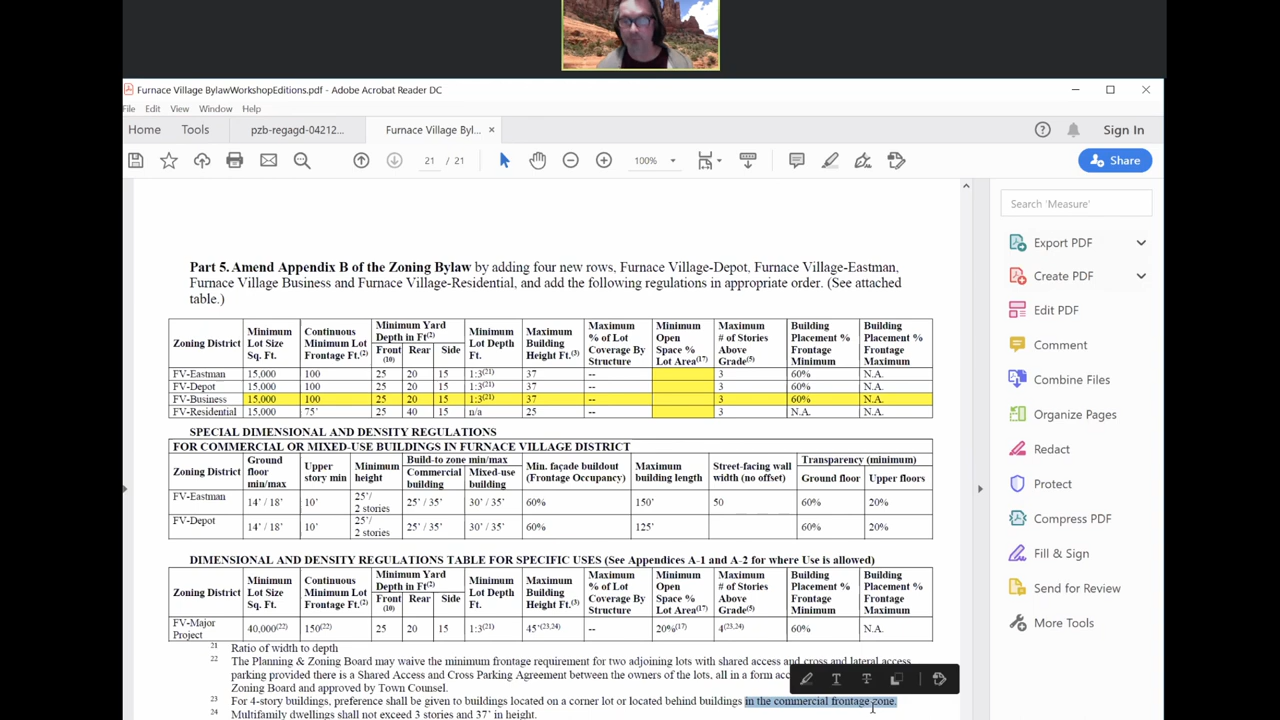 Furnace Village BylawWorkshopEditions.pdf - Adobe Acrobat Reader DC
File Edit View Window Help
Home Tools pzb-regagd-04212... Furnace Village Byl... × Sign In
21 / 21 100% Share
Search 'Measure'
Export PDF
Create PDF
Edit PDF
Comment
Combine Files
Organize Pages
Redact
Protect
Compress PDF
Fill & Sign
Send for Review
More Tools
Part 5. Amend Appendix B of the Zoning Bylaw by adding four new rows, Furnace Village-Depot, Furnace Village-Eastman,
Furnace Village Business and Furnace Village-Residential, and add the following regulations in appropriate order. (See attached
table.)
Zoning District Minimum Lot Size Sq. Ft. Continuous Minimum Lot Frontage Ft.(2) Minimum Yard Depth in Ft(2) Front (10) Rear Side Minimum Lot Depth Ft. Maximum Building Height Ft.(3) Maximum % of Lot Coverage By Structure Minimum Open Space % Lot Area(17) Maximum # of Stories Above Grade(5) Building Placement % Frontage Minimum Building Placement % Frontage Maximum
FV-Eastman 15,000 100 25 20 15 1:3(21) 37 -- 3 60% N.A.
FV-Depot 15,000 100 25 20 15 1:3(21) 37 -- 3 60% N.A.
FV-Business 15,000 100 25 20 15 1:3(21) 37 -- 3 60% N.A.
FV-Residential 15,000 75' 25 40 15 n/a 25 -- 3 N.A. N.A.
SPECIAL DIMENSIONAL AND DENSITY REGULATIONS
FOR COMMERCIAL OR MIXED-USE BUILDINGS IN FURNACE VILLAGE DISTRICT
Zoning District Ground floor min/max Upper story min Minimum height Build-to zone min/max Commercial building Mixed-use building Min. façade buildout (Frontage Occupancy) Maximum building length Street-facing wall width (no offset) Transparency (minimum) Ground floor Upper floors
FV-Eastman 14' / 18' 10' 25'/ 2 stories 25' / 35' 30' / 35' 60% 150' 50 60% 20%
FV-Depot 14' / 18' 10' 25'/ 2 stories 25' / 35' 30' / 35' 60% 125' 60% 20%
DIMENSIONAL AND DENSITY REGULATIONS TABLE FOR SPECIFIC USES (See Appendices A-1 and A-2 for where Use is allowed)
Zoning District Minimum Lot Size Sq. Ft. Continuous Minimum Lot Frontage Ft.(2) Minimum Yard Depth in Ft(2) Front (10) Rear Side Minimum Lot Depth Ft. Maximum Building Height Ft.(3) Maximum % of Lot Coverage By Structure Minimum Open Space % Lot Area(17) Maximum # of Stories Above Grade(5) Building Placement % Frontage Minimum Building Placement % Frontage Maximum
FV-Major Project 40,000(22) 150(22) 25 20 15 1:3(21) 45'(23,24) -- 20%(17) 4(23,24) 60% N.A.
21 Ratio of width to depth
22 The Planning & Zoning Board may waive the minimum frontage requirement for two adjoining lots with shared access and cross and lateral access
parking provided there is a Shared Access and Cross Parking Agreement between the owners of the lots, all in a form acc
Zoning Board and approved by Town Counsel.
23 For 4-story buildings, preference shall be given to buildings located on a corner lot or located behind buildings in the commercial frontage zone.
24 Multifamily dwellings shall not exceed 3 stories and 37' in height.